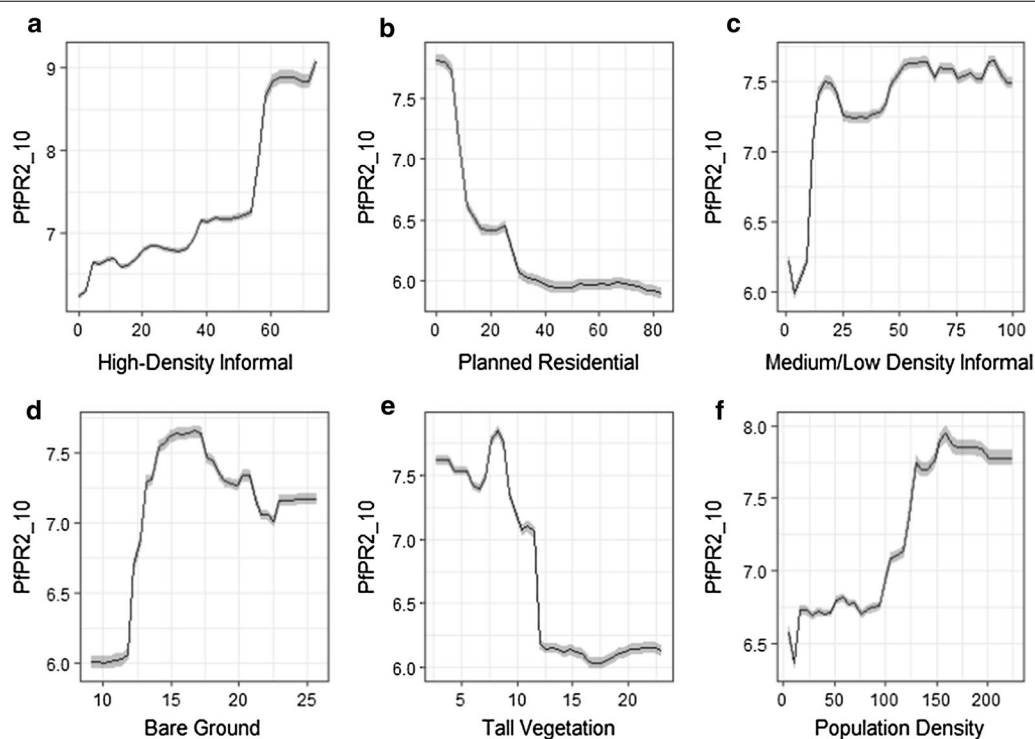 a
PfPR2_10
9
8
7
0 20 40 60
High-Density Informal
b
PfPR2_10
7.5
7.0
6.5
6.0
0 20 40 60 80
Planned Residential
c
PfPR2_10
7.5
7.0
6.5
6.0
0 25 50 75 100
Medium/Low Density Informal
d
PfPR2_10
7.5
7.0
6.5
6.0
10 15 20 25
Bare Ground
e
PfPR2_10
7.5
7.0
6.5
6.0
5 10 15 20
Tall Vegetation
f
PfPR2_10
8.0
7.5
7.0
6.5
0 50 100 150 200
Population Density